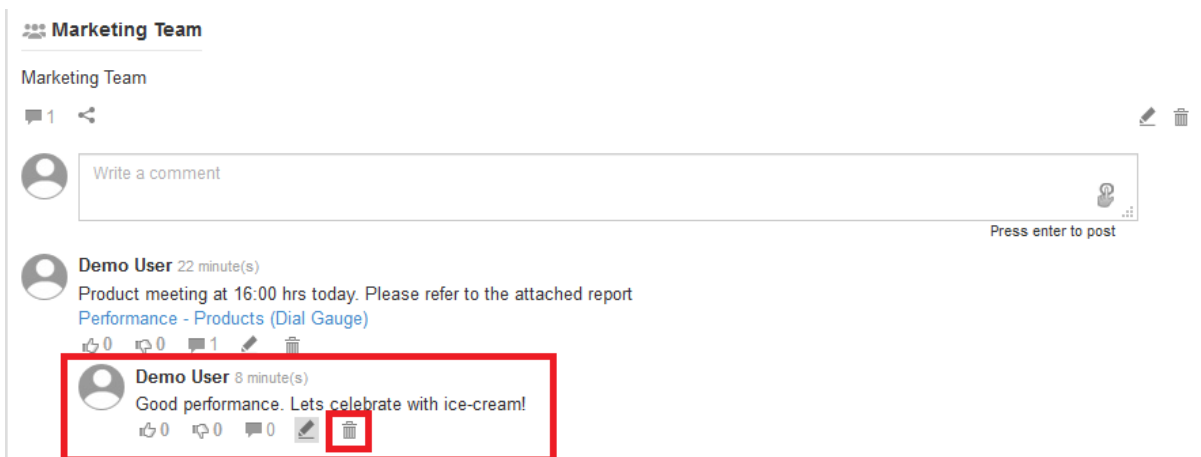 Marketing Team
Marketing Team
1
Write a comment
Press enter to post
Demo User 22 minute(s)
Product meeting at 16:00 hrs today. Please refer to the attached report
Performance - Products (Dial Gauge)
0 0 1
Demo User 8 minute(s)
Good performance. Lets celebrate with ice-cream!
0 0 0